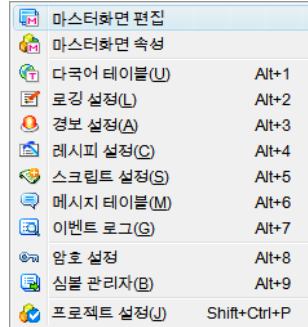 마스터화면 편집
마스터화면 속성
다국어 테이블(U) Alt+1
로깅 설정(L) Alt+2
경보 설정(A) Alt+3
레시피 설정(C) Alt+4
스크립트 설정(S) Alt+5
메시지 테이블(M) Alt+6
이벤트 로그(G) Alt+7
암호 설정 Alt+8
심볼 관리자(B) Alt+9
프로젝트 설정(J) Shift+Ctrl+P